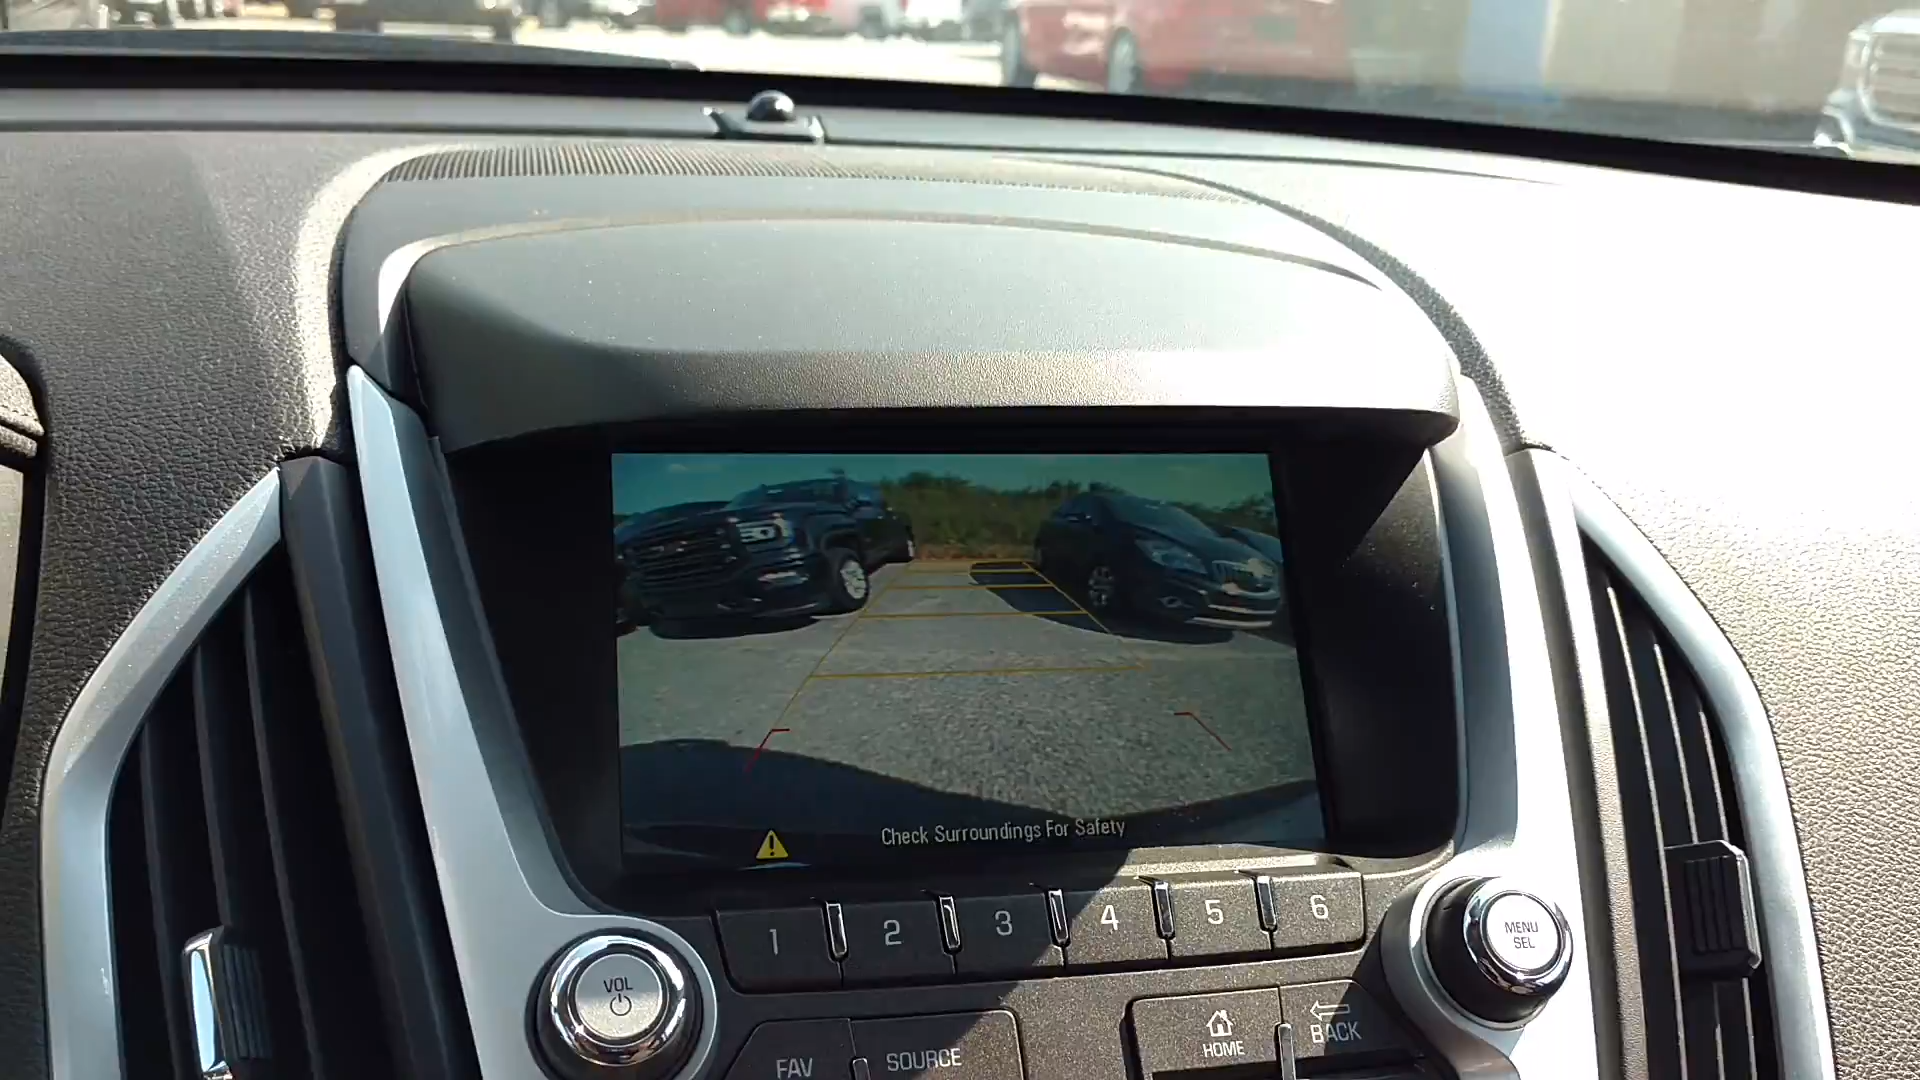 Check Surroundings For Safety
1 2 3 4 5 6
VOL
MENU
SEL
FAV
SOURCE
HOME
BACK